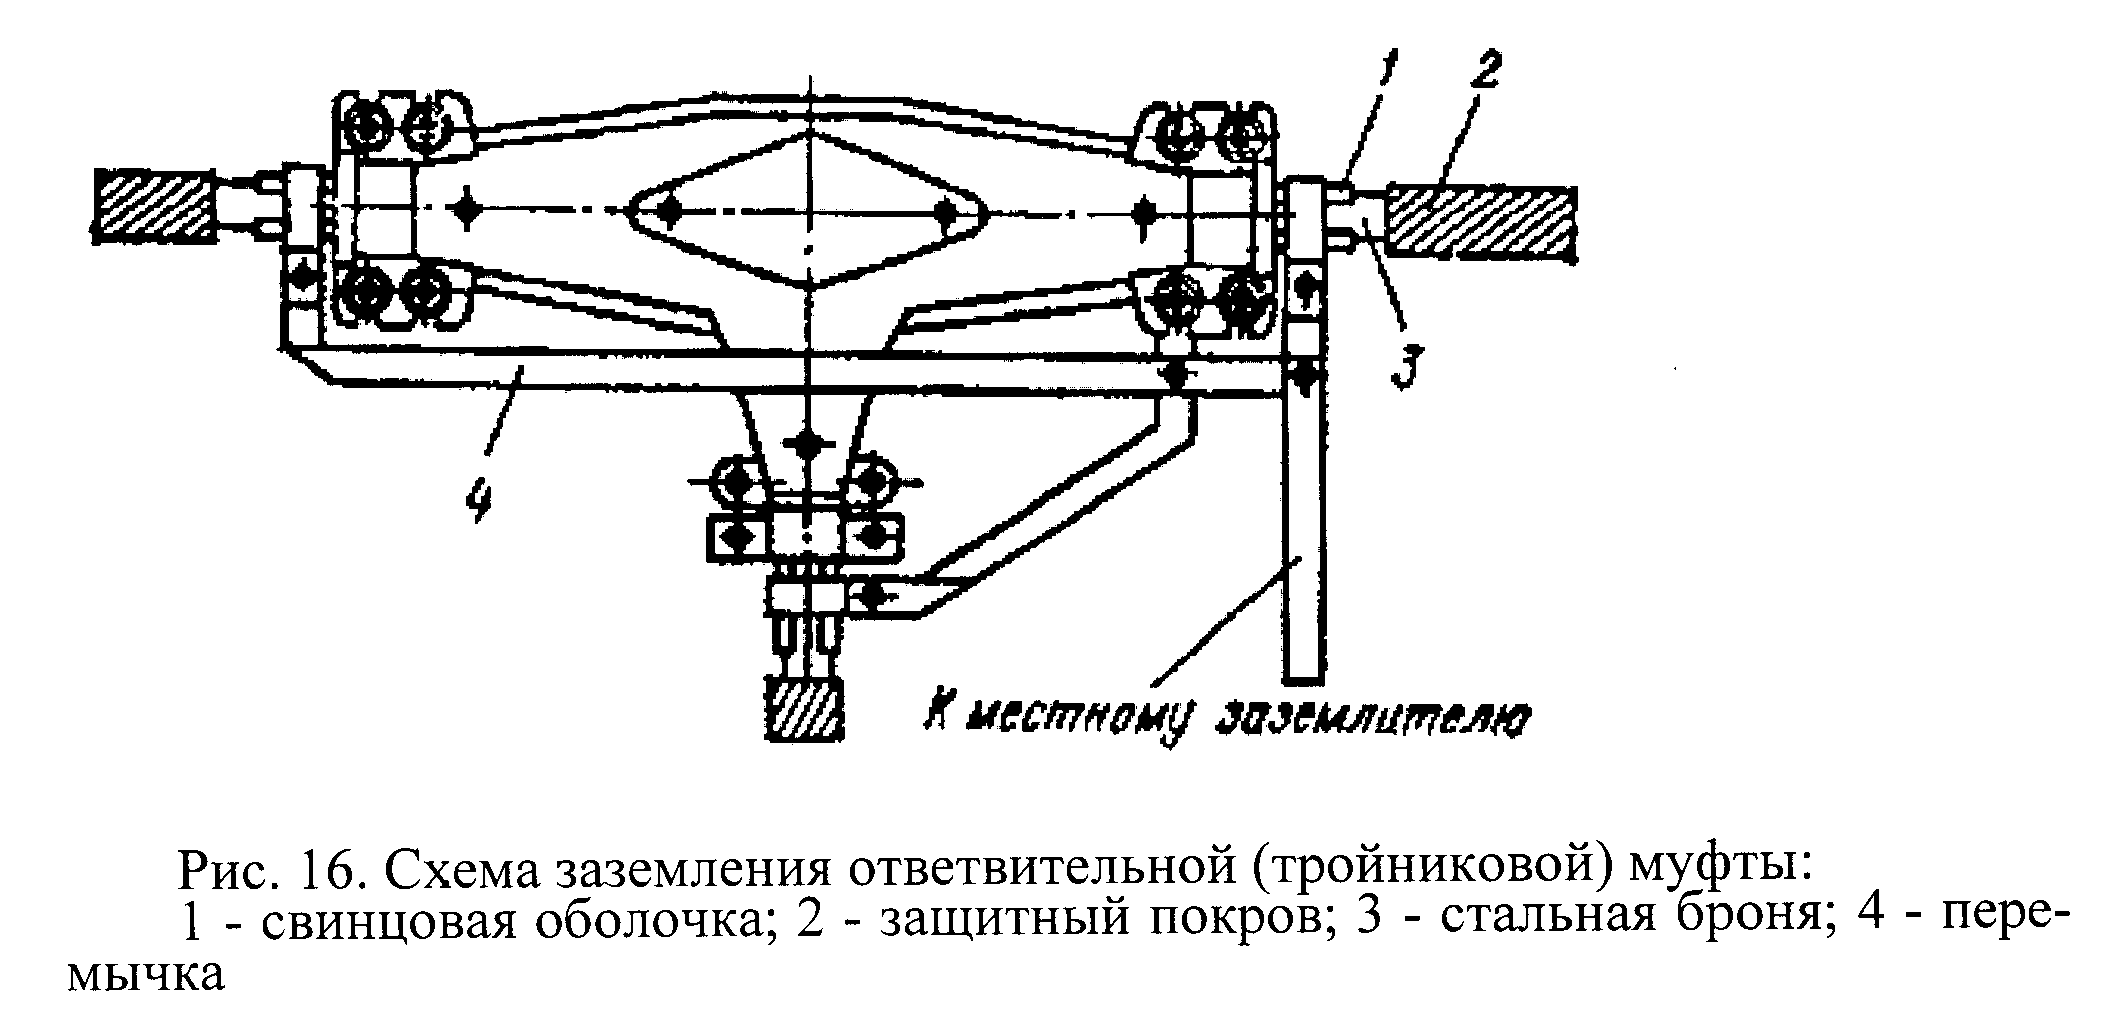 1
2
3
4
К местному заземлителю
Рис. 16. Схема заземления ответвительной (тройниковой) муфты:
1 - свинцовая оболочка; 2 - защитный покров; 3 - стальная броня; 4 - пере-
мычка